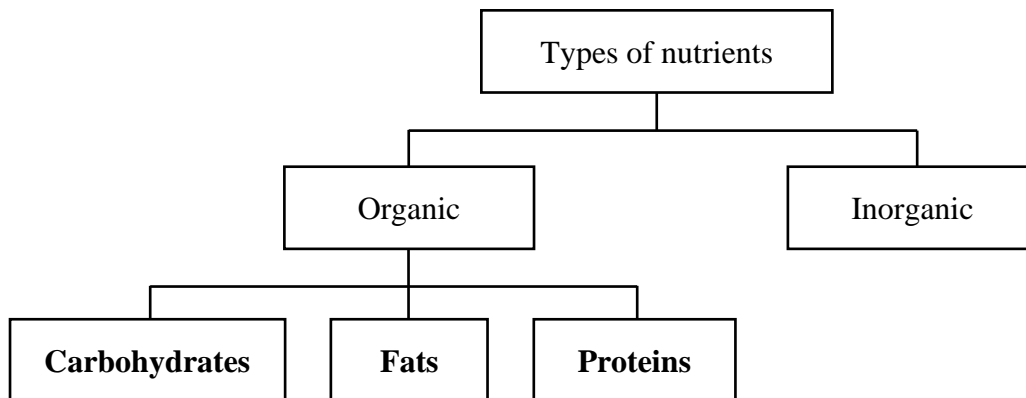 Types of nutrients
Organic
Inorganic
Carbohydrates
Fats
Proteins